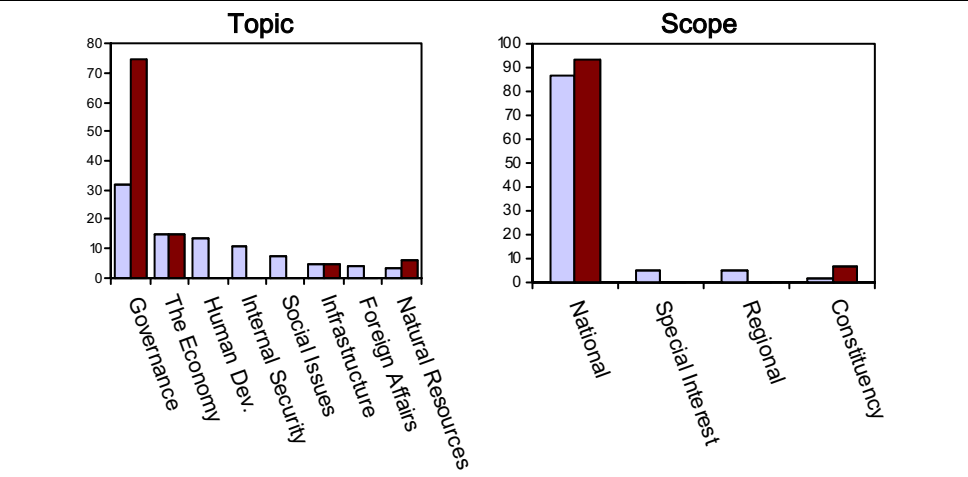 Topic
80
70
60
50
40
30
20
10
0
Governance
The Economy
Human Dev.
Internal Security
Social Issues
Infrastructure
Foreign Affairs
Natural Resources
Scope
100
90
80
70
60
50
40
30
20
10
0
National
Special Interest
Regional
Constituency